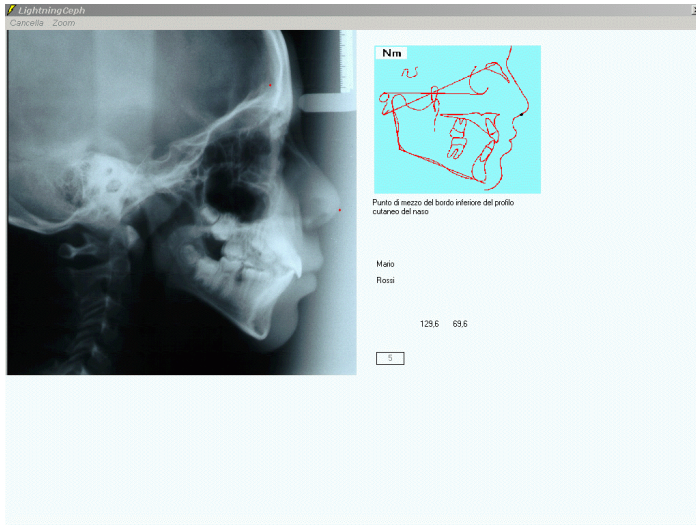 LightningCeph
Cancella Zoom
Nm
Punto di mezzo del bordo inferiore del profilo
cutaneo del naso
Mario
Rossi
129,6 69,6
5